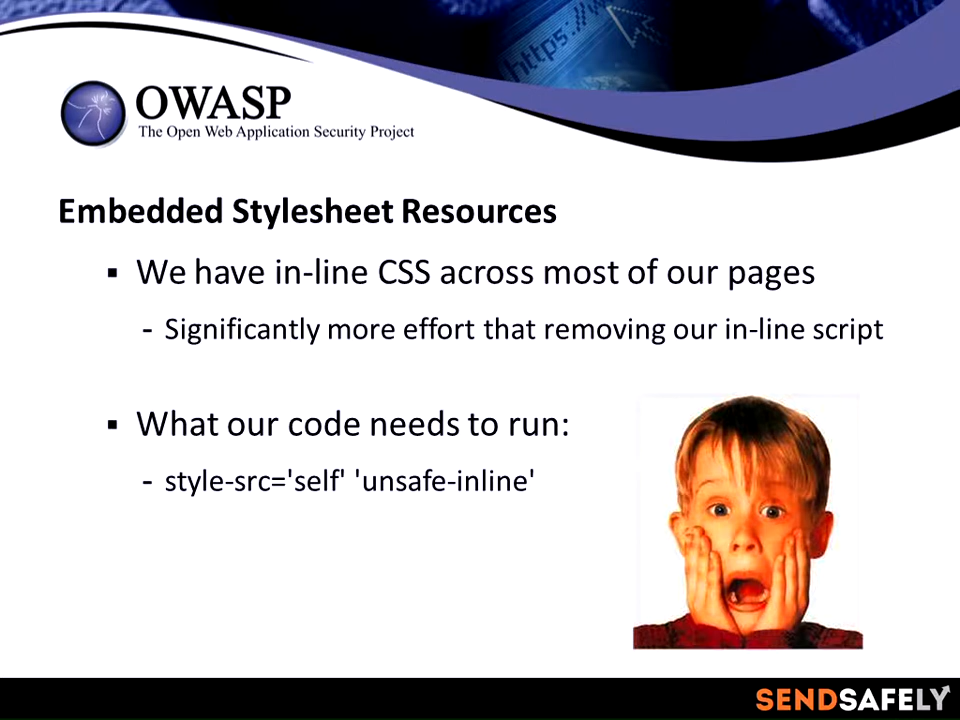 https://w
OWASP
The Open Web Application Security Project
Embedded Stylesheet Resources
▪ We have in-line CSS across most of our pages
- Significantly more effort that removing our in-line script
▪ What our code needs to run:
- style-src='self' 'unsafe-inline'
SENDSAFELY